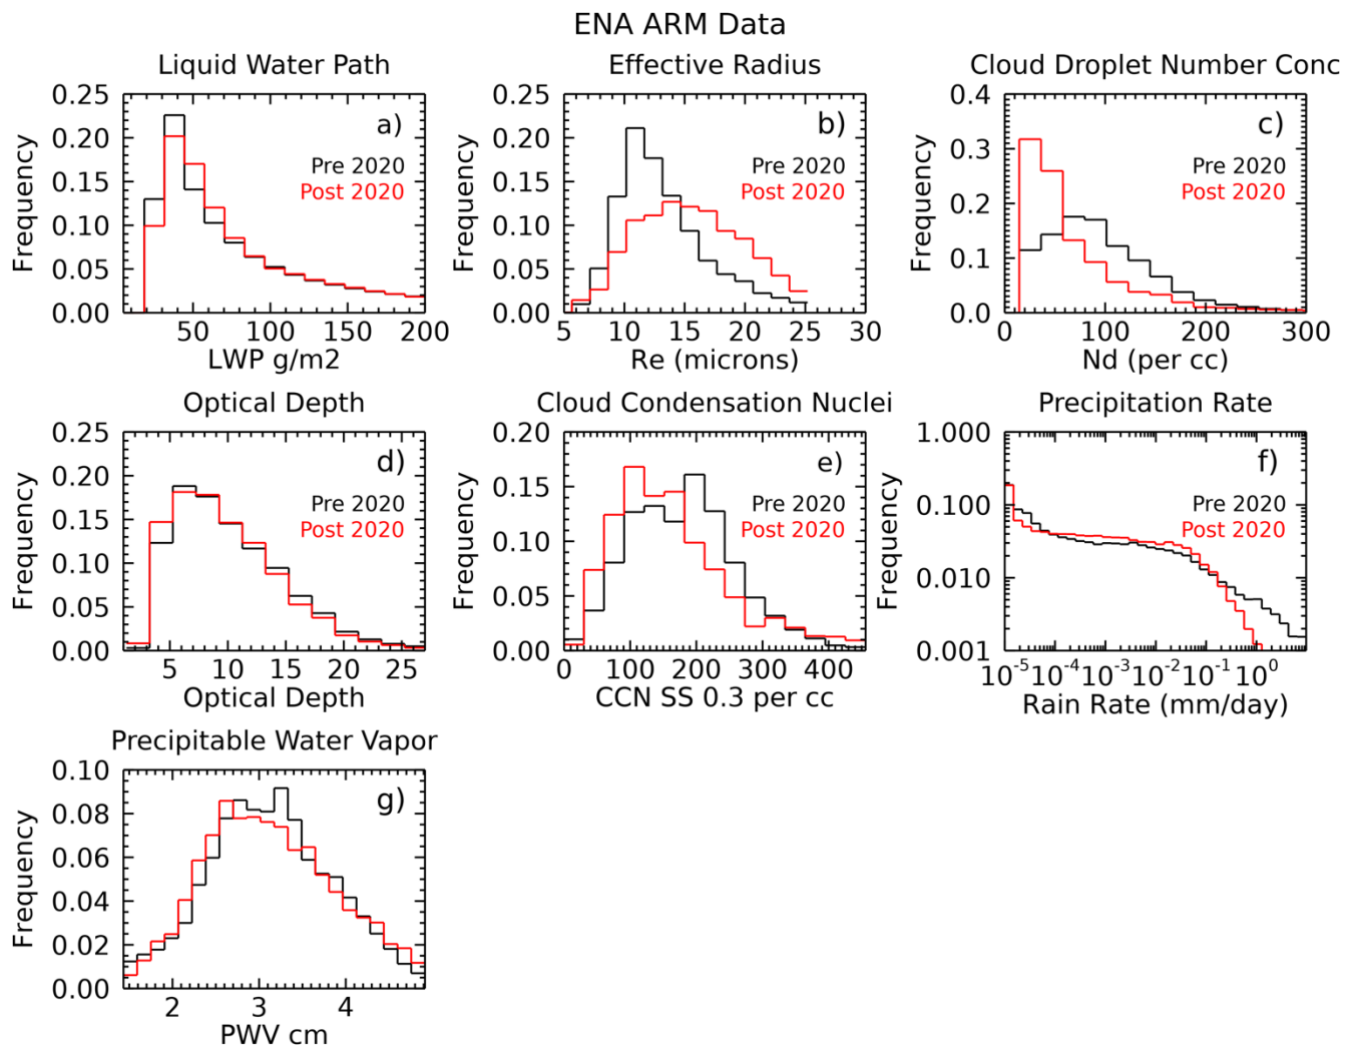 ENA ARM Data
Liquid Water Path
a)
Pre 2020
Post 2020
Frequency
0.25
0.20
0.15
0.10
0.05
0.00
50 100 150 200
LWP g/m2
Effective Radius
b)
Pre 2020
Post 2020
Frequency
0.25
0.20
0.15
0.10
0.05
0.00
5 10 15 20 25 30
Re (microns)
Cloud Droplet Number Conc
c)
Pre 2020
Post 2020
Frequency
0.4
0.3
0.2
0.1
0.0
0 100 200 300
Nd (per cc)
Optical Depth
d)
Pre 2020
Post 2020
Frequency
0.25
0.20
0.15
0.10
0.05
0.00
5 10 15 20 25
Optical Depth
Cloud Condensation Nuclei
e)
Pre 2020
Post 2020
Frequency
0.20
0.15
0.10
0.05
0.00
0 100 200 300 400
CCN SS 0.3 per cc
Precipitation Rate
f)
Pre 2020
Post 2020
Frequency
1.000
0.100
0.010
0.001
10⁻⁵ 10⁻⁴ 10⁻³ 10⁻² 10⁻¹ 10⁰
Rain Rate (mm/day)
Precipitable Water Vapor
g)
Frequency
0.10
0.08
0.06
0.04
0.02
0.00
2 3 4
PWV cm